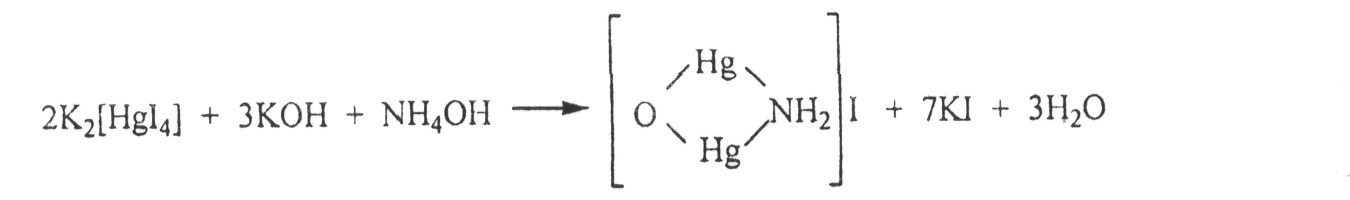 Hg
2K₂[HgI₄] + 3KOH + NH₄OH ⟶ [O NH₂]I + 7KI + 3H₂O
Hg